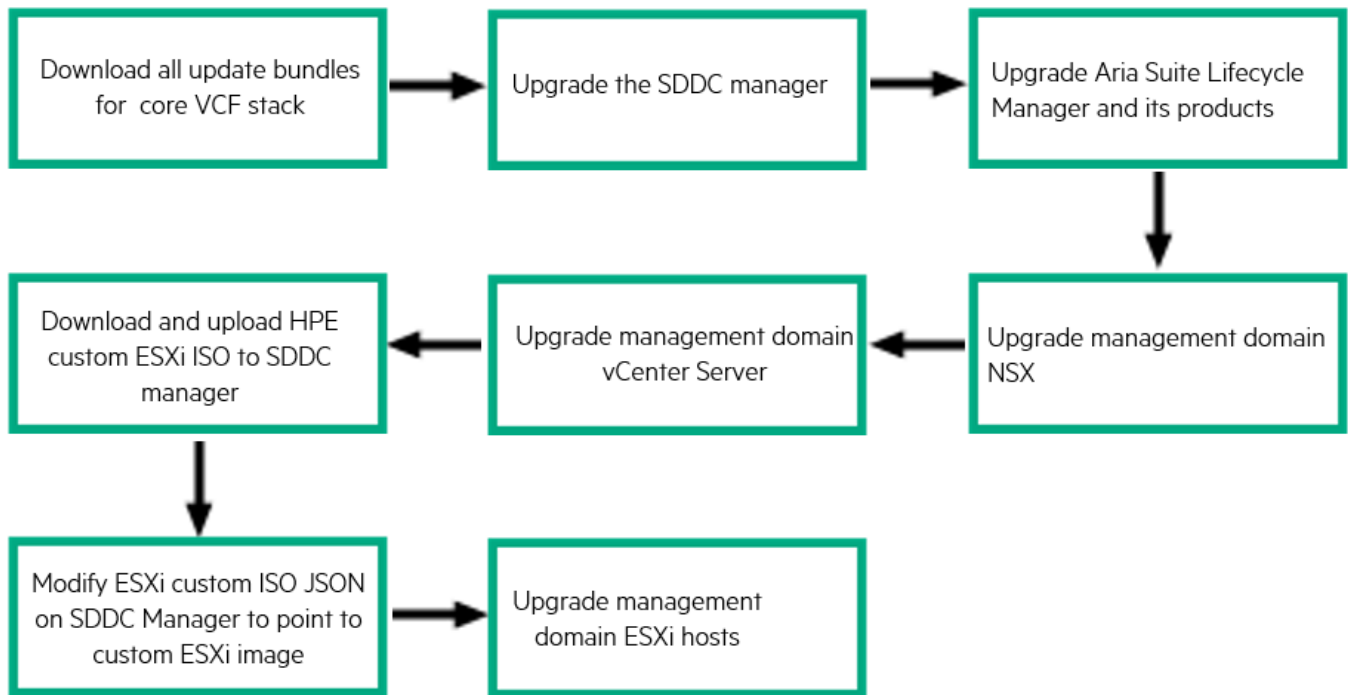 Download all update bundles
for core VCF stack
Upgrade the SDDC manager
Upgrade Aria Suite Lifecycle
Manager and its products
Upgrade management domain
NSX
Upgrade management domain
vCenter Server
Download and upload HPE
custom ESXi ISO to SDDC
manager
Modify ESXi custom ISO JSON
on SDDC Manager to point to
custom ESXi image
Upgrade management
domain ESXi hosts